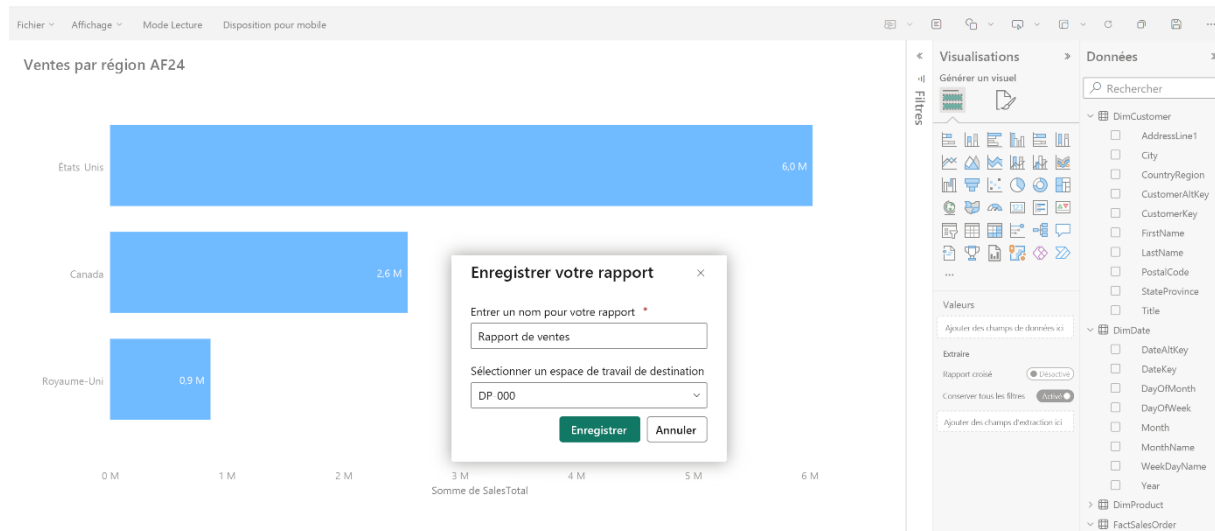 Fichier Affichage Mode Lecture Disposition pour mobile
Ventes par région AF24
États Unis
6,0 M
Canada
2,6 M
Royaume-Uni
0,9 M
0 M 1 M 2 M 3 M 4 M 5 M 6 M
Somme de SalesTotal
Enregistrer votre rapport
Entrer un nom pour votre rapport *
Rapport de ventes
Sélectionner un espace de travail de destination
DP-000
Enregistrer Annuler
Filtres
Visualisations
Générer un visuel
123
...
Valeurs
Ajouter des champs de données ici
Extraire
Rapport croisé Désactivé
Conserver tous les filtres Activé
Ajouter des champs d'extraction ici
Données
Rechercher
DimCustomer
AddressLine1
City
CountryRegion
CustomerAltKey
CustomerKey
FirstName
LastName
PostalCode
StateProvince
Title
DimDate
DateAltKey
DateKey
DayOfMonth
DayOfWeek
Month
MonthName
WeekDayName
Year
DimProduct
FactSalesOrder